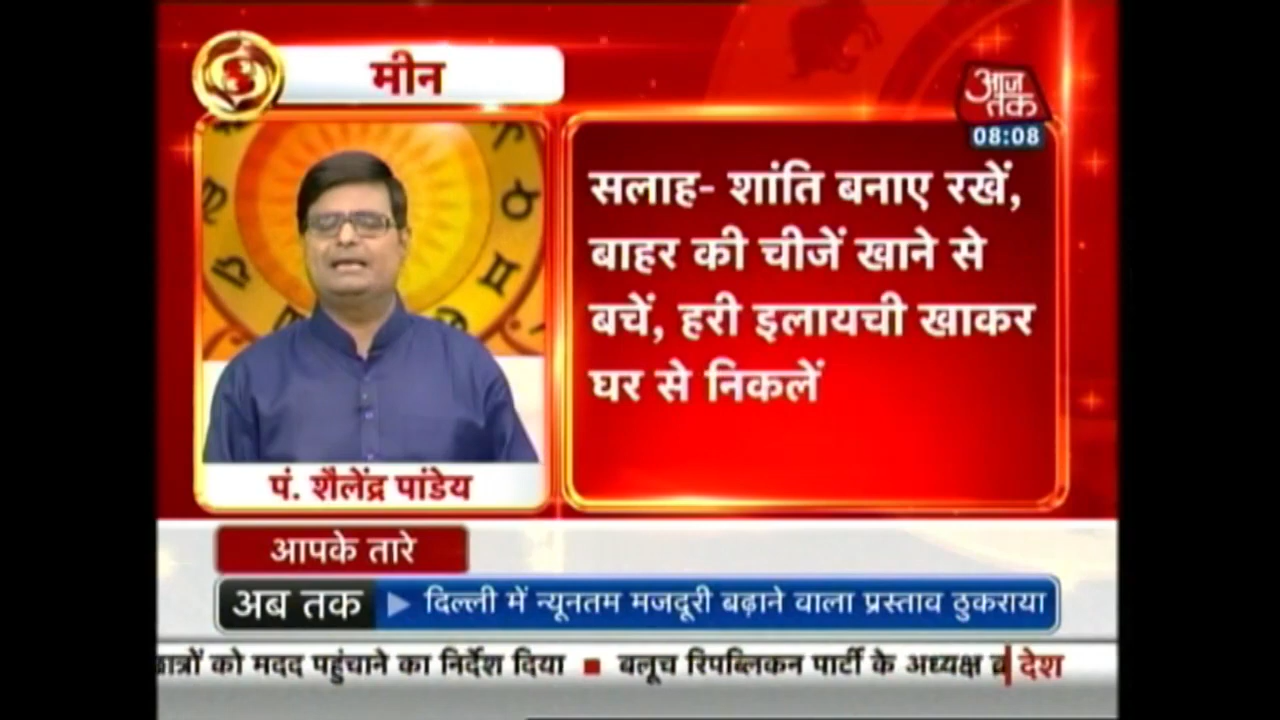 मीन
आज
तक
08:08
सलाह- शांति बनाए रखें,
बाहर की चीजें खाने से
बचें, हरी इलायची खाकर
घर से निकलें
पं. शैलेंद्र पांडेय
आपके तारे
अब तक
दिल्ली में न्यूनतम मजदूरी बढ़ाने वाला प्रस्ताव ठुकराया
को मदद पहुंचाने का निर्देश दिया ■ बलूच रिपब्लिकन पार्टी के अध्यक्ष
देश